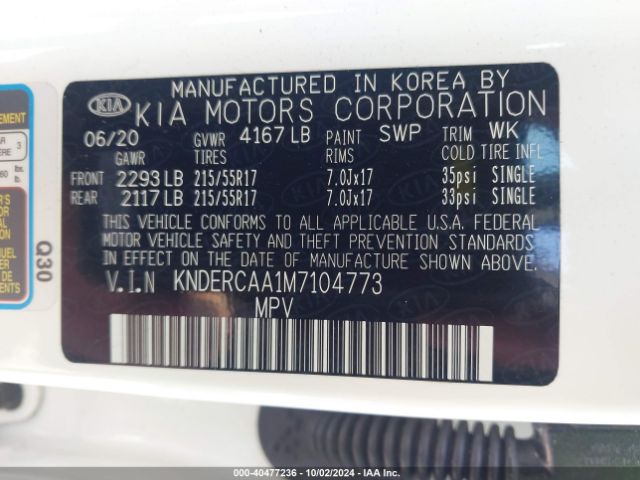 MANUFACTURED IN KOREA BY
KIA KIA MOTORS CORPORATION
06/20 GVWR 4167 LB PAINT SWP TRIM WK
GAWR TIRES RIMS COLD TIRE INFL
FRONT 2293 LB 215/55R17 7.0Jx17 35psi SINGLE
REAR 2117 LB 215/55R17 7.0Jx17 33psi SINGLE
THIS VEHICLE CONFORMS TO ALL APPLICABLE U.S.A. FEDERAL
MOTOR VEHICLE SAFETY AND THEFT PREVENTION STANDARDS
IN EFFECT ON THE DATE OF MANUFACTURE SHOWN ABOVE.
V.I.N KNDERCAA1M7104773
MPV
Q30
000-40477236 - 10/02/2024 - IAA Inc.